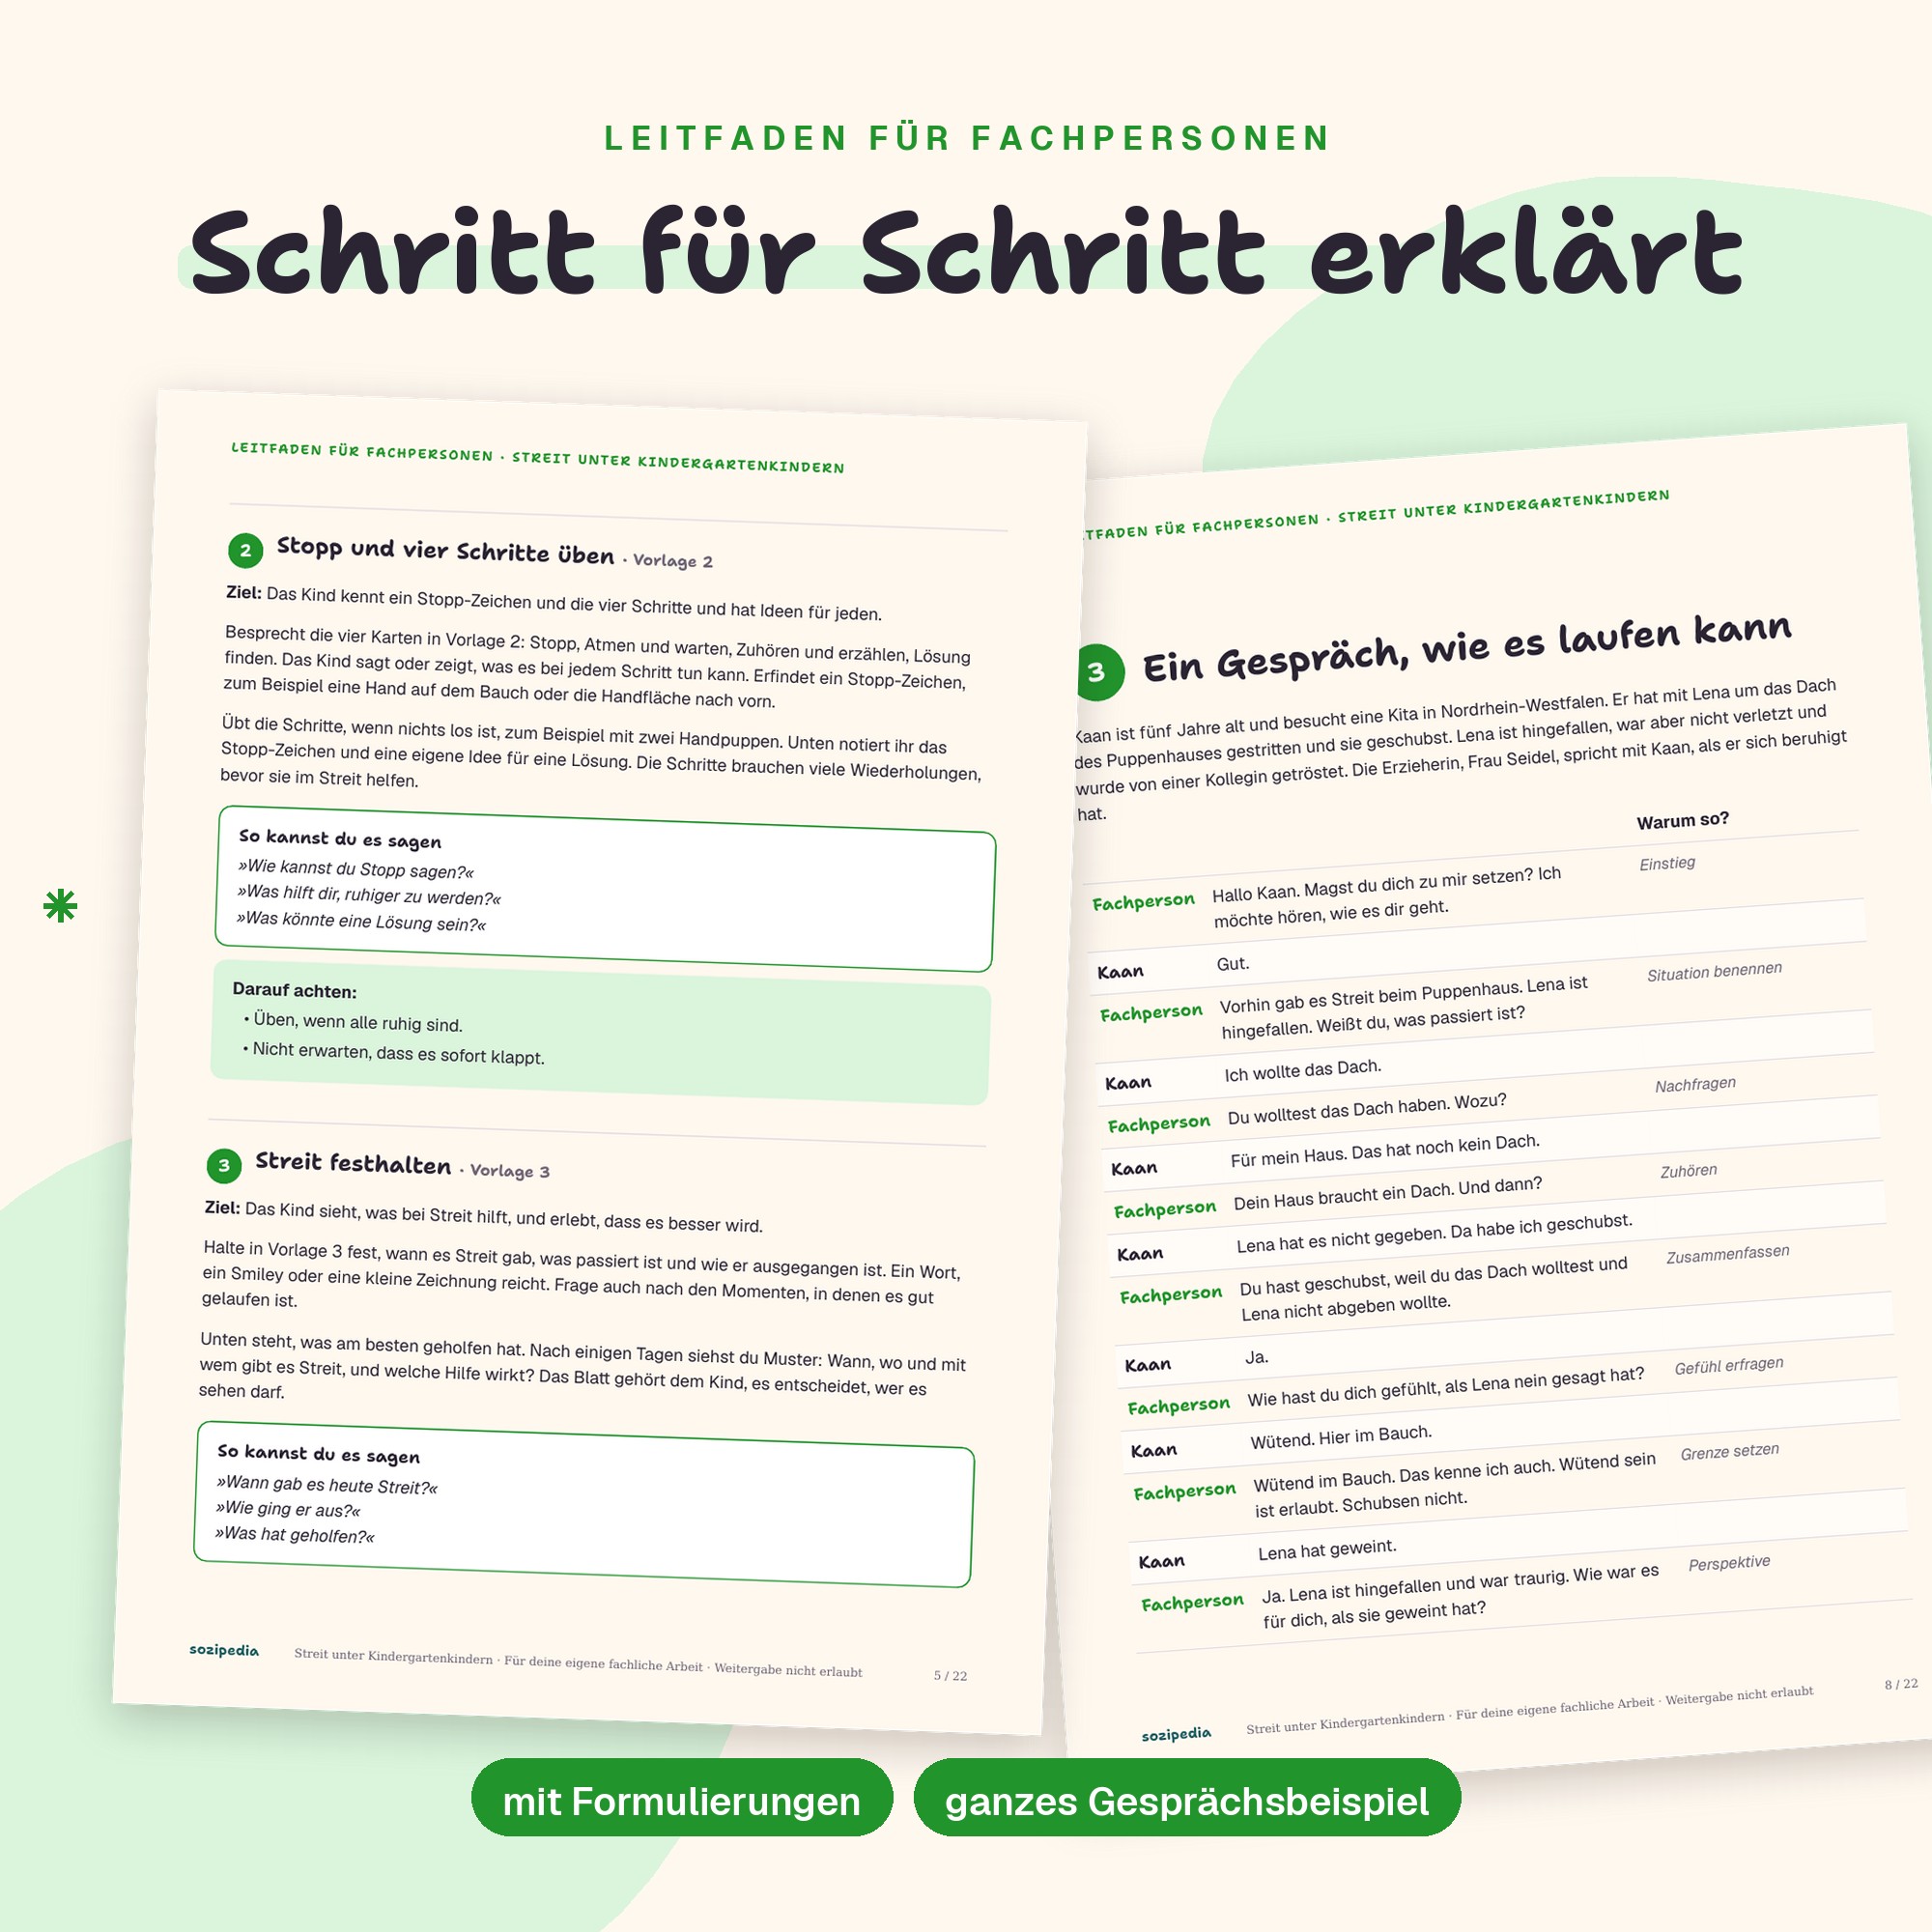 LEITFADEN FÜR FACHPERSONEN
Schritt für Schritt erklärt
LEITFADEN FÜR FACHPERSONEN · STREIT UNTER KINDERGARTENKINDERN
2 Stopp und vier Schritte üben · Vorlage 2
Ziel: Das Kind kennt ein Stopp-Zeichen und die vier Schritte und hat Ideen für jeden.
Besprecht die vier Karten in Vorlage 2: Stopp, Atmen und warten, Zuhören und erzählen, Lösung
finden. Das Kind sagt oder zeigt, was es bei jedem Schritt tun kann. Erfindet ein Stopp-Zeichen,
zum Beispiel eine Hand auf dem Bauch oder die Handfläche nach vorn.
Übt die Schritte, wenn nichts los ist, zum Beispiel mit zwei Handpuppen. Unten notiert ihr das
Stopp-Zeichen und eine eigene Idee für eine Lösung. Die Schritte brauchen viele Wiederholungen,
bevor sie im Streit helfen.
So kannst du es sagen
»Wie kannst du Stopp sagen?«
»Was hilft dir, ruhiger zu werden?«
»Was könnte eine Lösung sein?«
Darauf achten:
• Üben, wenn alle ruhig sind.
• Nicht erwarten, dass es sofort klappt.
3 Streit festhalten · Vorlage 3
Ziel: Das Kind sieht, was bei Streit hilft, und erlebt, dass es besser wird.
Halte in Vorlage 3 fest, wann es Streit gab, was passiert ist und wie er ausgegangen ist. Ein Wort,
ein Smiley oder eine kleine Zeichnung reicht. Frage auch nach den Momenten, in denen es gut
gelaufen ist.
Unten steht, was am besten geholfen hat. Nach einigen Tagen siehst du Muster: Wann, wo und mit
wem gibt es Streit, und welche Hilfe wirkt? Das Blatt gehört dem Kind, es entscheidet, wer es
sehen darf.
So kannst du es sagen
»Wann gab es heute Streit?«
»Wie ging er aus?«
»Was hat geholfen?«
sozipedia Streit unter Kindergartenkindern · Für deine eigene fachliche Arbeit · Weitergabe nicht erlaubt 5 / 22
TFADEN FÜR FACHPERSONEN · STREIT UNTER KINDERGARTENKINDERN
3 Ein Gespräch, wie es laufen kann
Kaan ist fünf Jahre alt und besucht eine Kita in Nordrhein-Westfalen. Er hat mit Lena um das Dach
des Puppenhauses gestritten und sie geschubst. Lena ist hingefallen, war aber nicht verletzt und
wurde von einer Kollegin getröstet. Die Erzieherin, Frau Seidel, spricht mit Kaan, als er sich beruhigt
hat.
Warum so?
Fachperson Hallo Kaan. Magst du dich zu mir setzen? Ich Einstieg
möchte hören, wie es dir geht.
Kaan Gut.
Fachperson Vorhin gab es Streit beim Puppenhaus. Lena ist Situation benennen
hingefallen. Weißt du, was passiert ist?
Kaan Ich wollte das Dach.
Fachperson Du wolltest das Dach haben. Wozu? Nachfragen
Kaan Für mein Haus. Das hat noch kein Dach.
Fachperson Dein Haus braucht ein Dach. Und dann? Zuhören
Kaan Lena hat es nicht gegeben. Da habe ich geschubst.
Fachperson Du hast geschubst, weil du das Dach wolltest und Zusammenfassen
Lena nicht abgeben wollte.
Kaan Ja.
Fachperson Wie hast du dich gefühlt, als Lena nein gesagt hat? Gefühl erfragen
Kaan Wütend. Hier im Bauch.
Fachperson Wütend im Bauch. Das kenne ich auch. Wütend sein Grenze setzen
ist erlaubt. Schubsen nicht.
Kaan Lena hat geweint.
Fachperson Ja. Lena ist hingefallen und war traurig. Wie war es Perspektive
für dich, als sie geweint hat?
sozipedia Streit unter Kindergartenkindern · Für deine eigene fachliche Arbeit · Weitergabe nicht erlaubt 8 / 22
mit Formulierungen
ganzes Gesprächsbeispiel